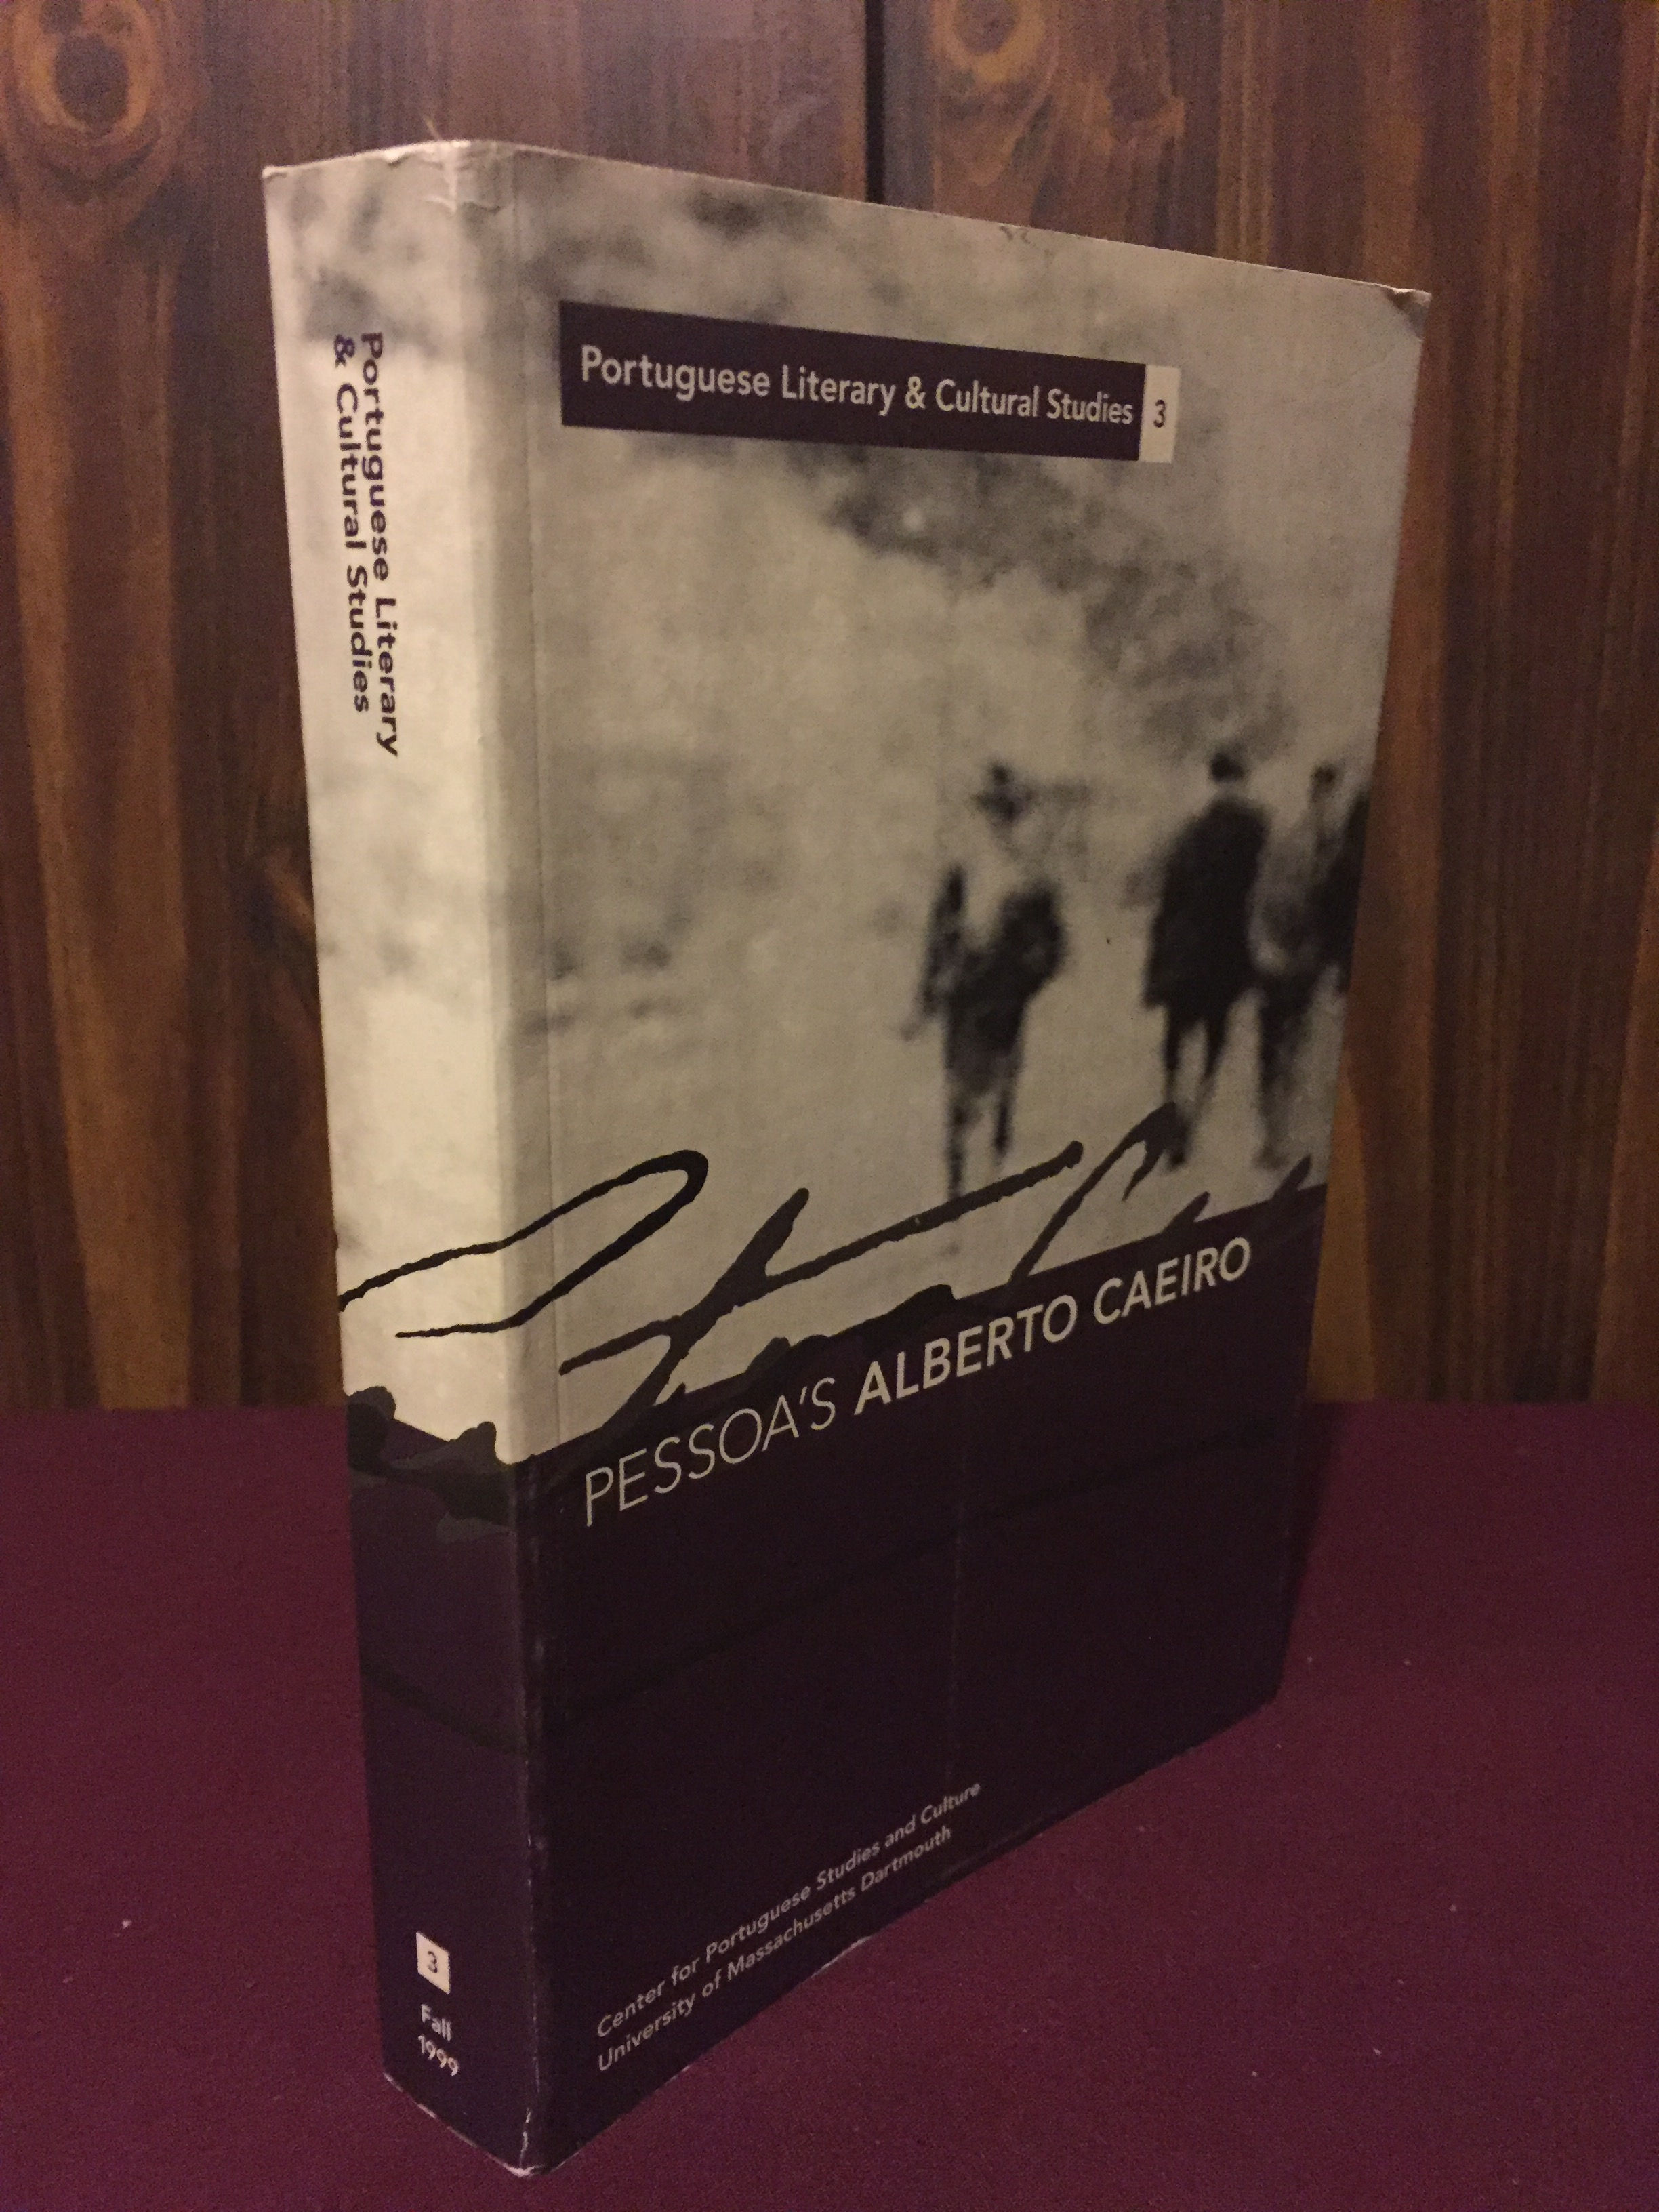 Portuguese Literary
& Cultural Studies
3
Fall
1999
Portuguese Literary & Cultural Studies 3
PESSOA'S ALBERTO CAEIRO
Center for Portuguese Studies and Culture
University of Massachusetts Dartmouth